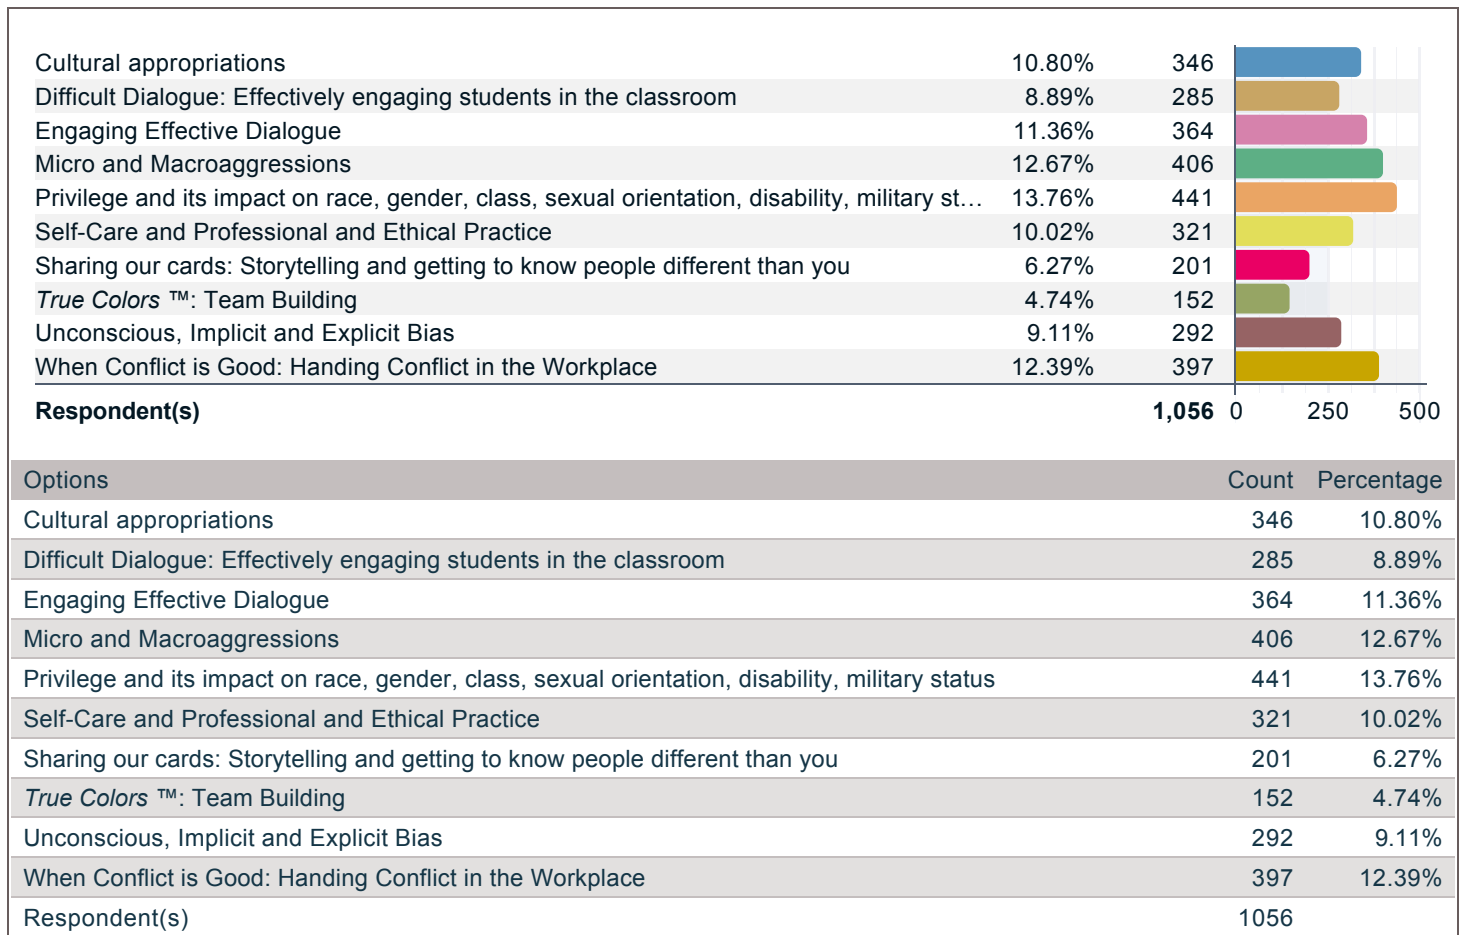 Cultural appropriations 10.80% 346
Difficult Dialogue: Effectively engaging students in the classroom 8.89% 285
Engaging Effective Dialogue 11.36% 364
Micro and Macroaggressions 12.67% 406
Privilege and its impact on race, gender, class, sexual orientation, disability, military st… 13.76% 441
Self-Care and Professional and Ethical Practice 10.02% 321
Sharing our cards: Storytelling and getting to know people different than you 6.27% 201
True Colors ™: Team Building 4.74% 152
Unconscious, Implicit and Explicit Bias 9.11% 292
When Conflict is Good: Handing Conflict in the Workplace 12.39% 397
Respondent(s) 1,056 0 250 500
Options Count Percentage
Cultural appropriations 346 10.80%
Difficult Dialogue: Effectively engaging students in the classroom 285 8.89%
Engaging Effective Dialogue 364 11.36%
Micro and Macroaggressions 406 12.67%
Privilege and its impact on race, gender, class, sexual orientation, disability, military status 441 13.76%
Self-Care and Professional and Ethical Practice 321 10.02%
Sharing our cards: Storytelling and getting to know people different than you 201 6.27%
True Colors ™: Team Building 152 4.74%
Unconscious, Implicit and Explicit Bias 292 9.11%
When Conflict is Good: Handing Conflict in the Workplace 397 12.39%
Respondent(s) 1056